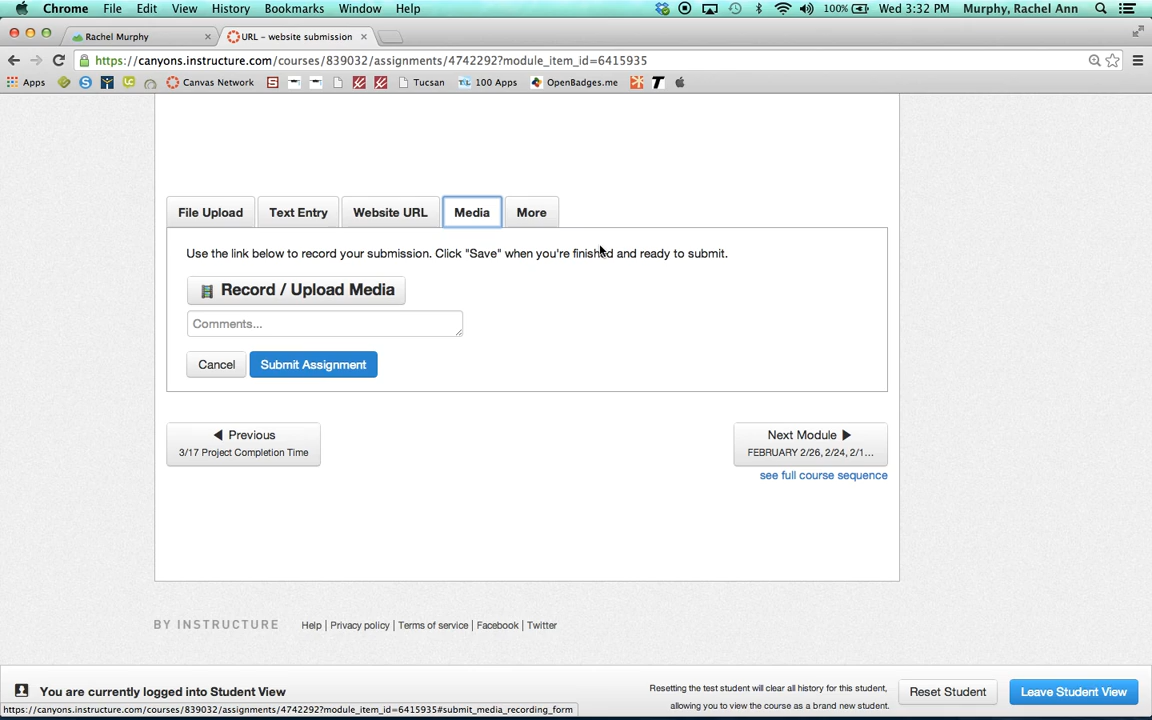 Chrome File Edit View History Bookmarks Window Help 100% Wed 3:32 PM Murphy, Rachel Ann
Rachel Murphy × URL – website submission ×
https://canyons.instructure.com/courses/839032/assignments/4742292?module_item_id=6415935
Apps Canvas Network Tucsan 100 Apps OpenBadges.me
File Upload Text Entry Website URL Media More
Use the link below to record your submission. Click "Save" when you're finished and ready to submit.
Record / Upload Media
Comments...
Cancel Submit Assignment
Previous Next Module
3/17 Project Completion Time FEBRUARY 2/26, 2/24, 2/1...
see full course sequence
BY INSTRUCTURE Help | Privacy policy | Terms of service | Facebook | Twitter
You are currently logged into Student View
Resetting the test student will clear all history for this student,
allowing you to view the course as a brand new student.
Reset Student Leave Student View
https://canyons.instructure.com/courses/839032/assignments/4742292?module_item_id=6415935#submit_media_recording_form